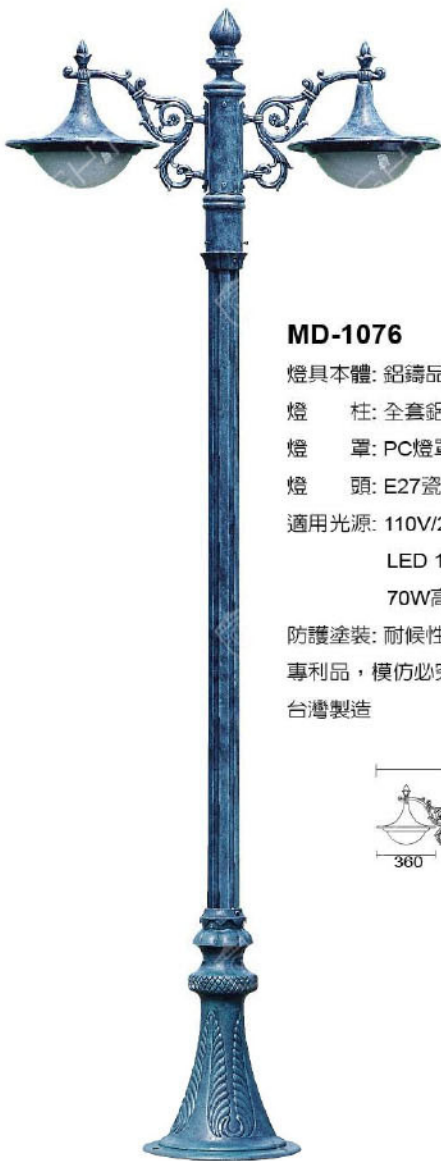 MD-1076
燈具本體: 鋁鑄品
燈 柱: 全套鋁
燈 罩: PC燈罩
燈 頭: E27瓷
適用光源: 110V/2
LED 1
70W高
防護塗裝: 耐候性
專利品，模仿必究
台灣製造
360